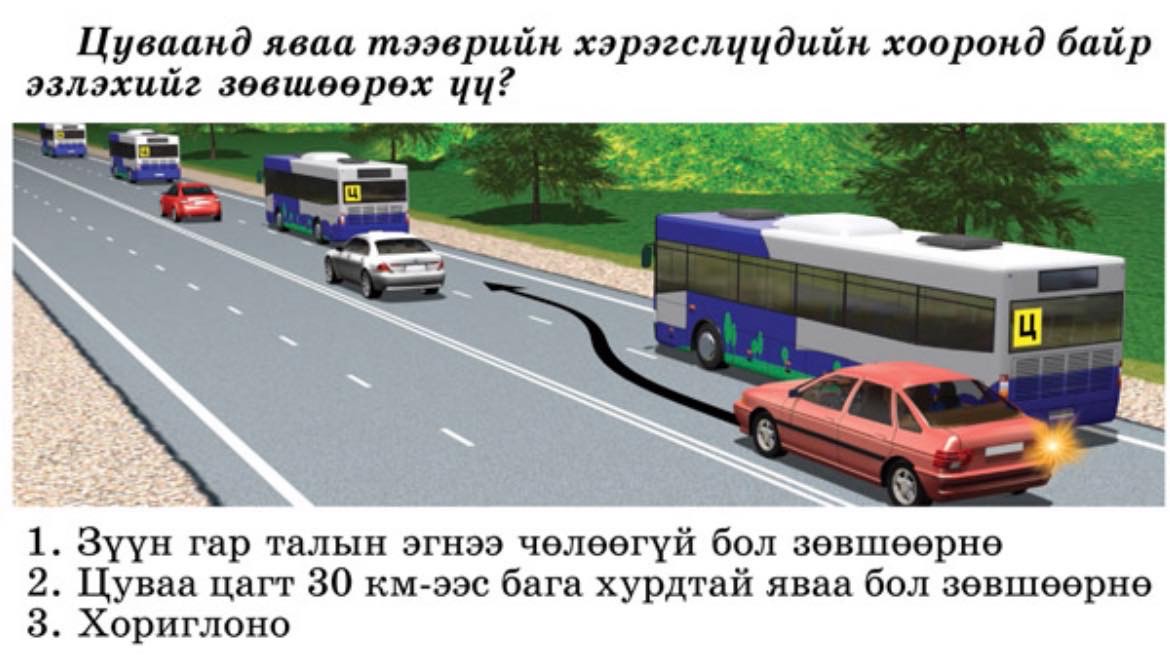 Цуваанд яваа тээврийн хэрэгслүүдийн хооронд байр
эзлэхийг зөвшөөрөх үү?
Ц
Ц
Ц
Ц
1. Зүүн гар талын эгнээ чөлөөгүй бол зөвшөөрнө
2. Цуваа цагт 30 км-ээс бага хурдтай яваа бол зөвшөөрнө
3. Хориглоно